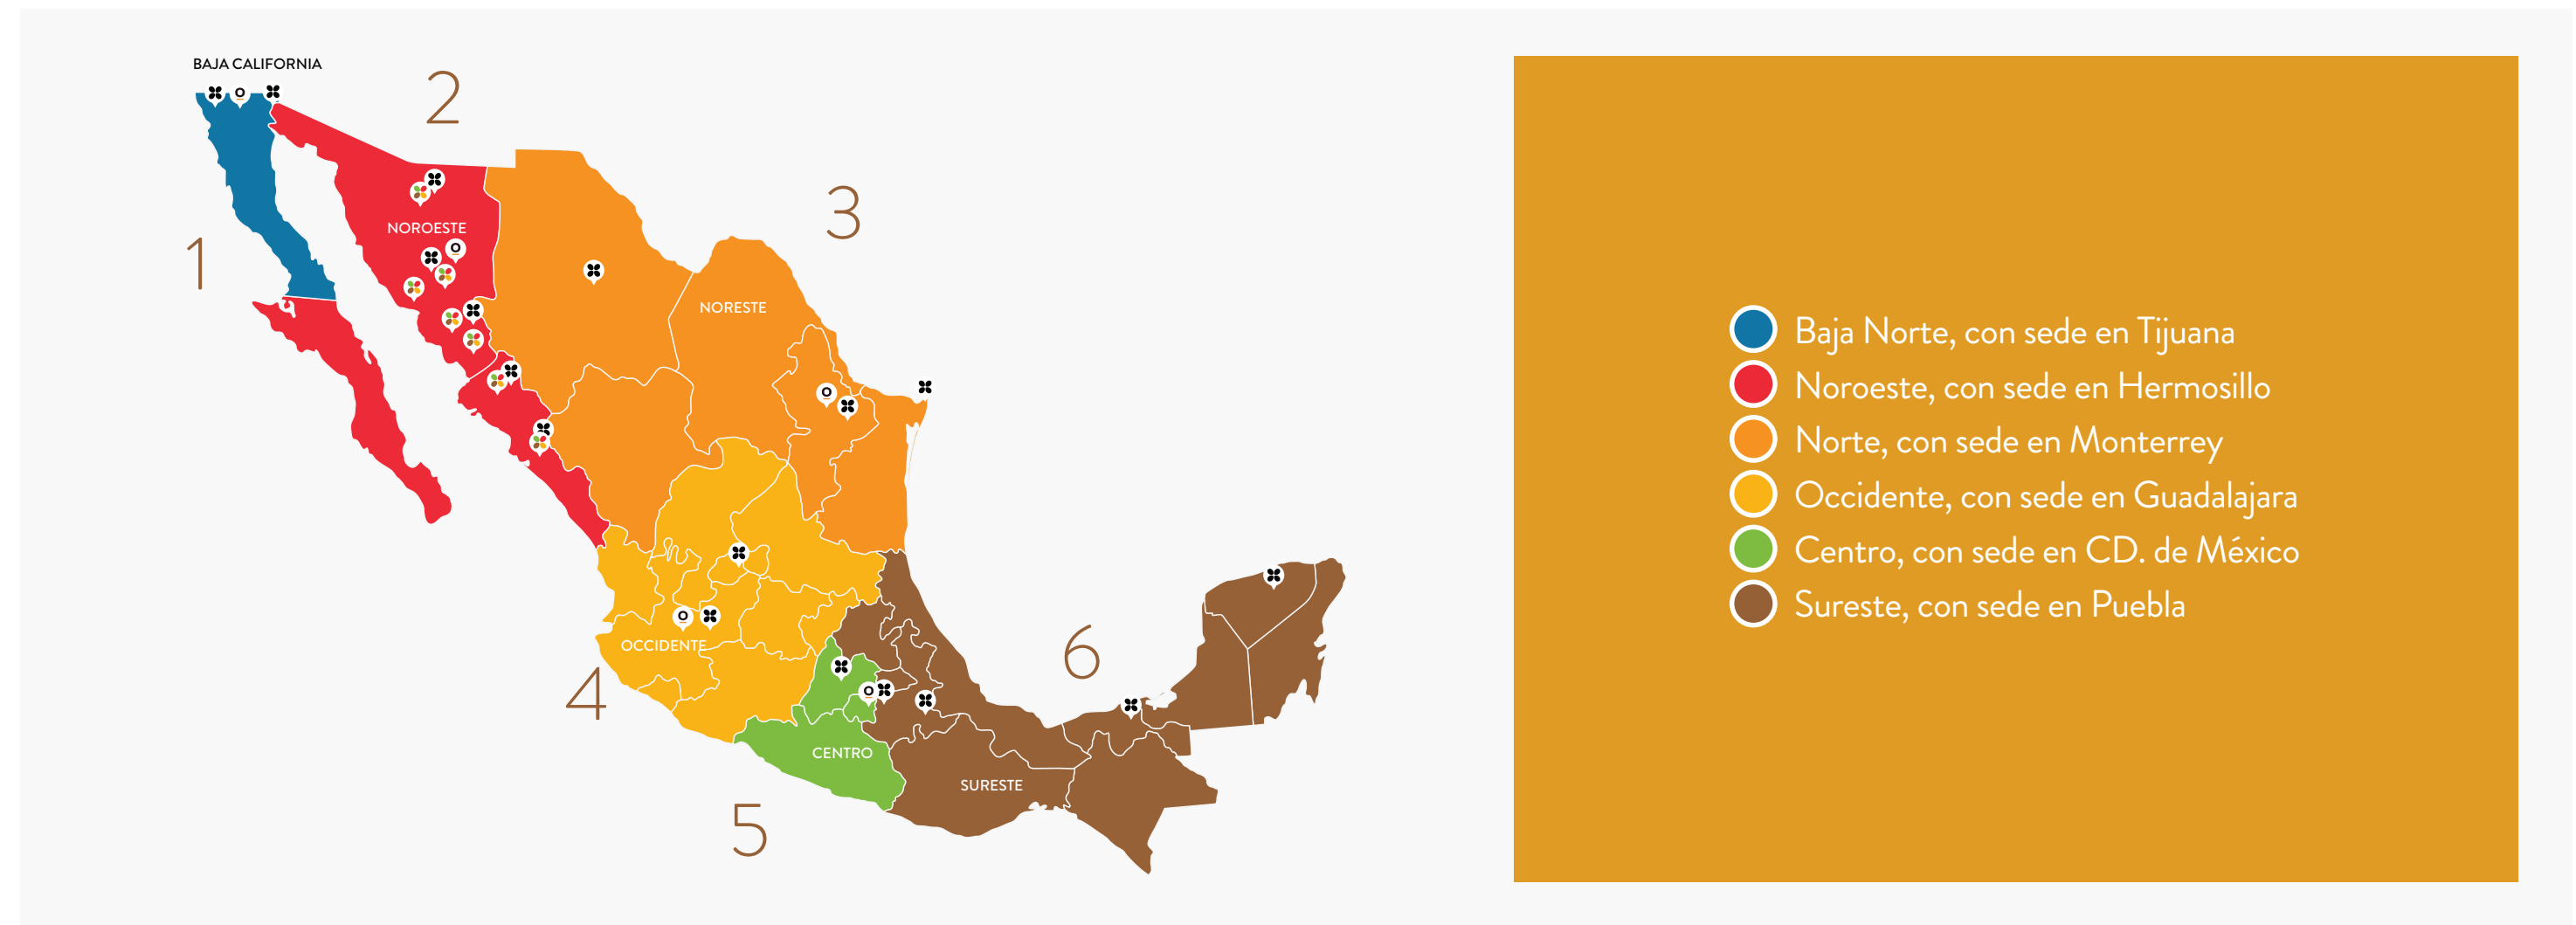 BAJA CALIFORNIA
2
NOROESTE
3
1
NORESTE
OCCIDENTE
4
6
CENTRO
SURESTE
5
Baja Norte, con sede en Tijuana
Noroeste, con sede en Hermosillo
Norte, con sede en Monterrey
Occidente, con sede en Guadalajara
Centro, con sede en CD. de México
Sureste, con sede en Puebla